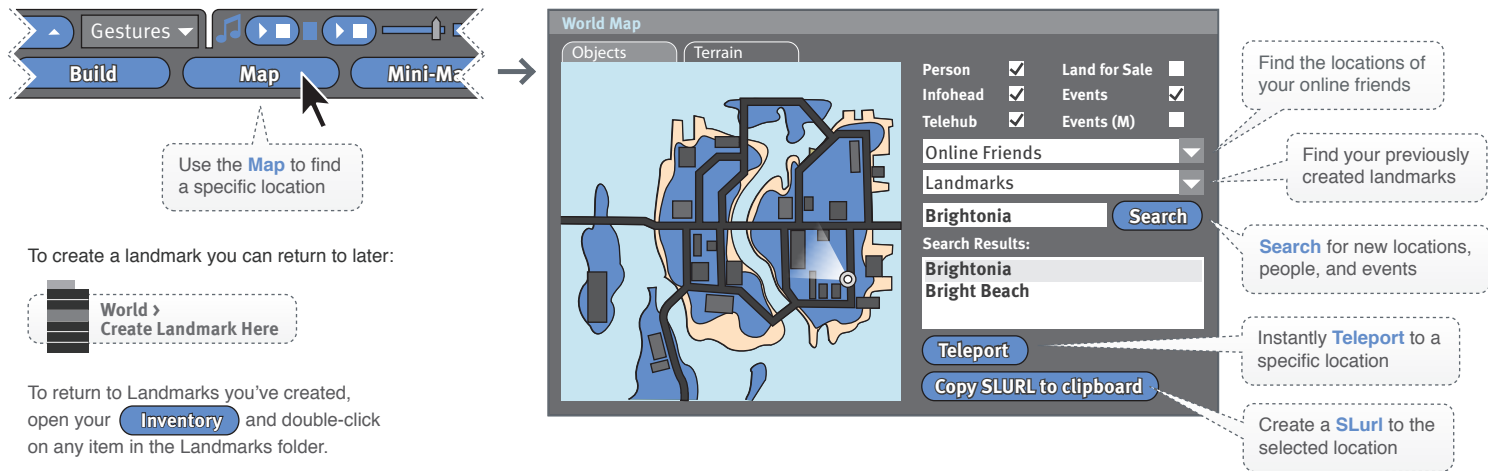 Gestures
Build
Map
Mini-Ma
Use the Map to find
a specific location
To create a landmark you can return to later:
World >
Create Landmark Here
To return to Landmarks you’ve created,
open your Inventory and double-click
on any item in the Landmarks folder.
World Map
Objects
Terrain
Person
Land for Sale
Infohead
Events
Telehub
Events (M)
Online Friends
Landmarks
Brightonia
Search
Search Results:
Brightonia
Bright Beach
Teleport
Copy SLURL to clipboard
Find the locations of
your online friends
Find your previously
created landmarks
Search for new locations,
people, and events
Instantly Teleport to a
specific location
Create a SLurl to the
selected location